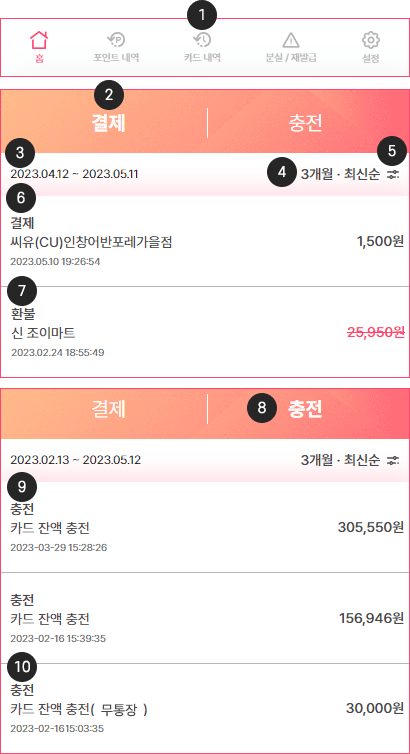 1
홈
포인트 내역
카드 내역
분실 / 재발급
설정
2
결제
충전
3
2023.04.12 ~ 2023.05.11
4
3개월 · 최신순
5
6
결제
씨유(CU)인창어반포레가을점
1,500원
2023.05.10 19:26:54
7
환불
신 조이마트
25,950원
2023.02.24 18:55:49
결제
8
충전
2023.02.13 ~ 2023.05.12
3개월 · 최신순
9
충전
카드 잔액 충전
305,550원
2023-03-29 15:28:26
충전
카드 잔액 충전
156,946원
2023-02-16 15:39:35
10
충전
카드 잔액 충전( 무통장 )
30,000원
2023-02-16 15:03:35